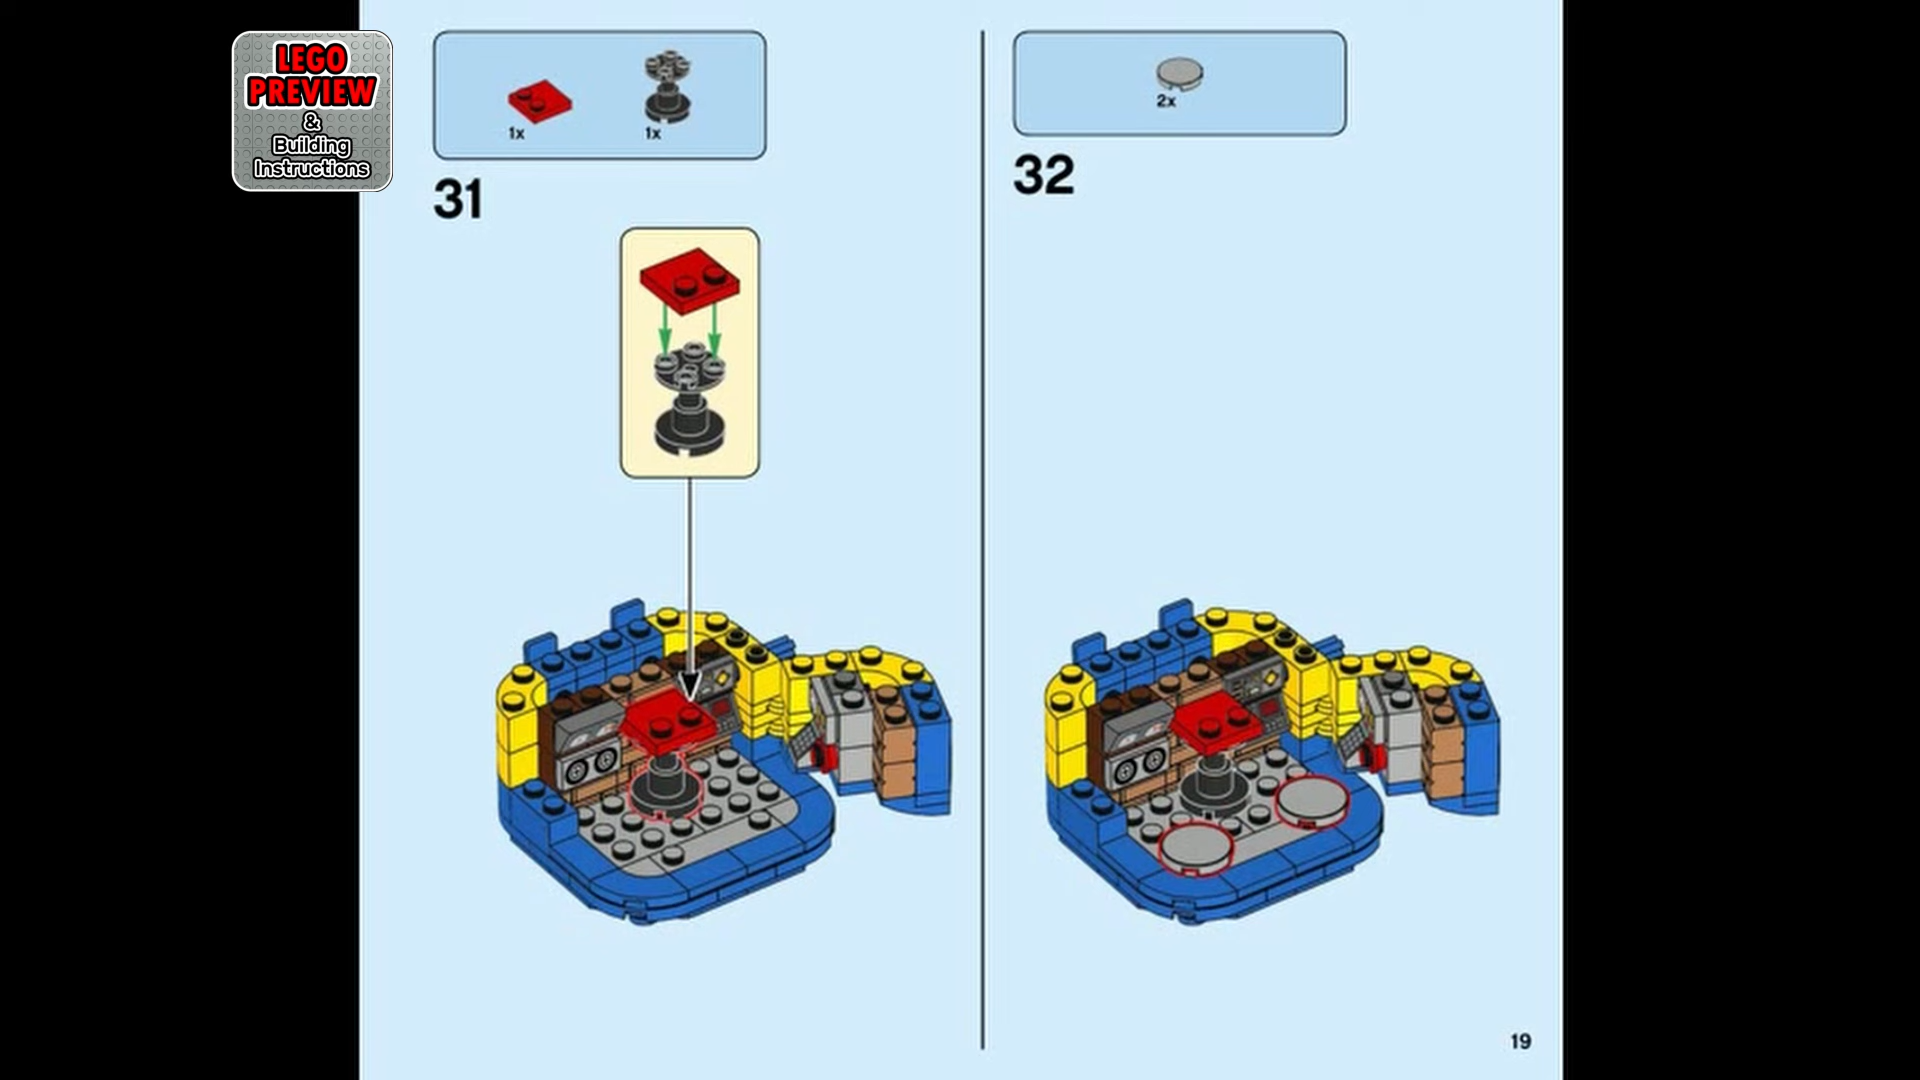 LEGO
PREVIEW
&
Building
Instructions
1x
1x
31
2x
32
19